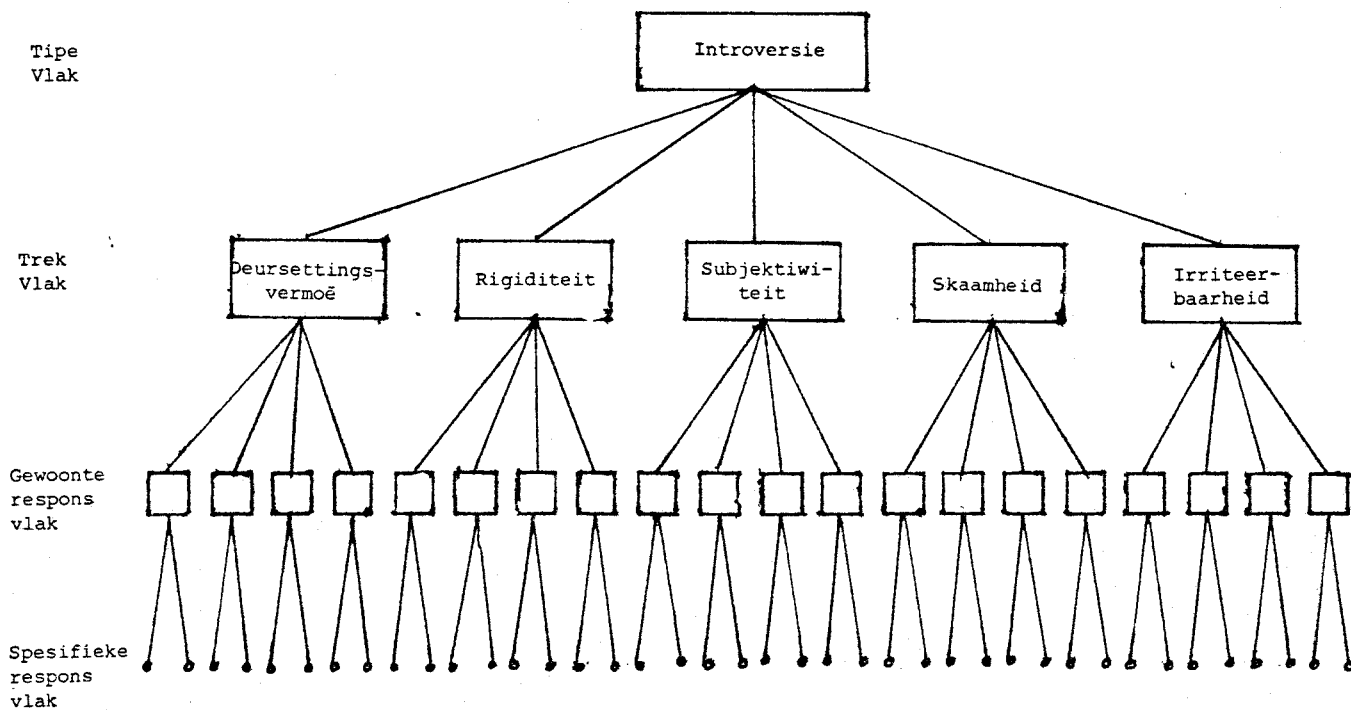 Tipe
Vlak
Introversie
Trek
Vlak
Deursettings-
vermoë
Rigiditeit
Subjektiwi-
teit
Skaamheid
Irriteer-
baarheid
Gewoonte
respons
vlak
Spesifieke
respons
vlak